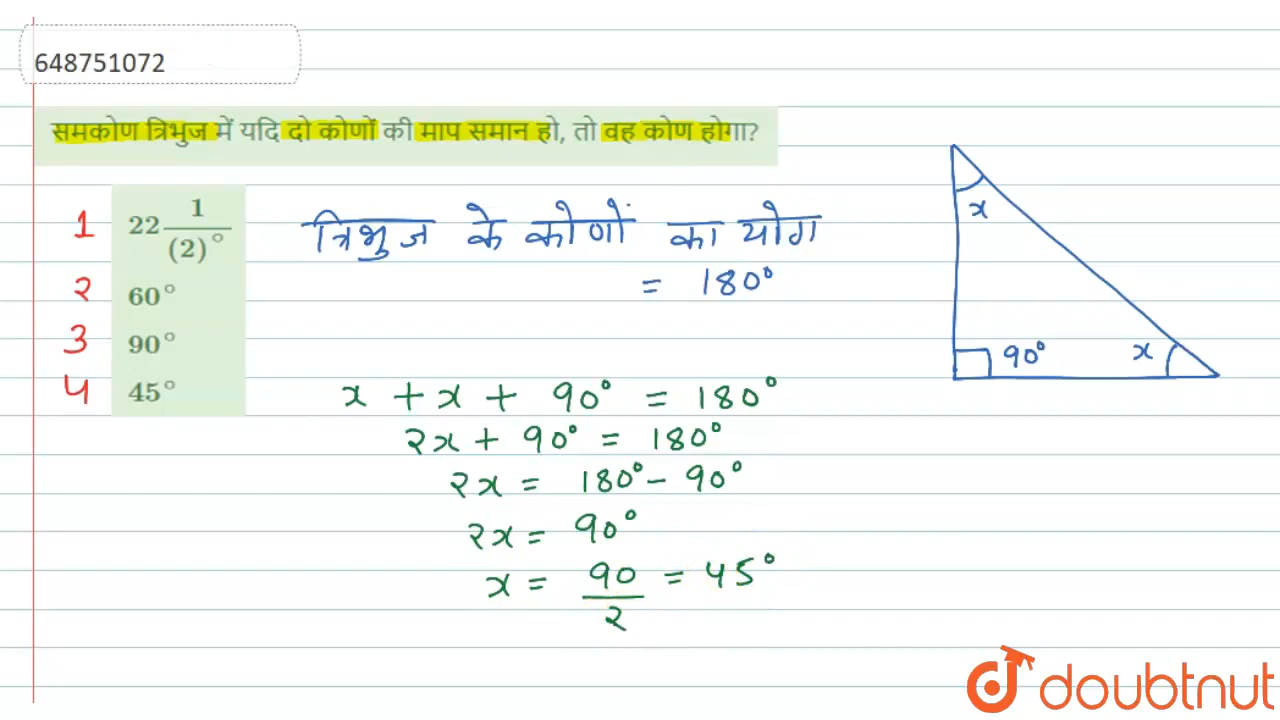 648751072
समकोण त्रिभुज में यदि दो कोणों की माप समान हो, तो वह कोण होगा?
1 22 1/(2)°
2 60°
3 90°
4 45°
त्रिभुज के कोणों का योग
= 180°
x
90° x
x + x + 90° = 180°
2x + 90° = 180°
2x = 180° - 90°
2x = 90°
x = 90/2 = 45°
doubtnut